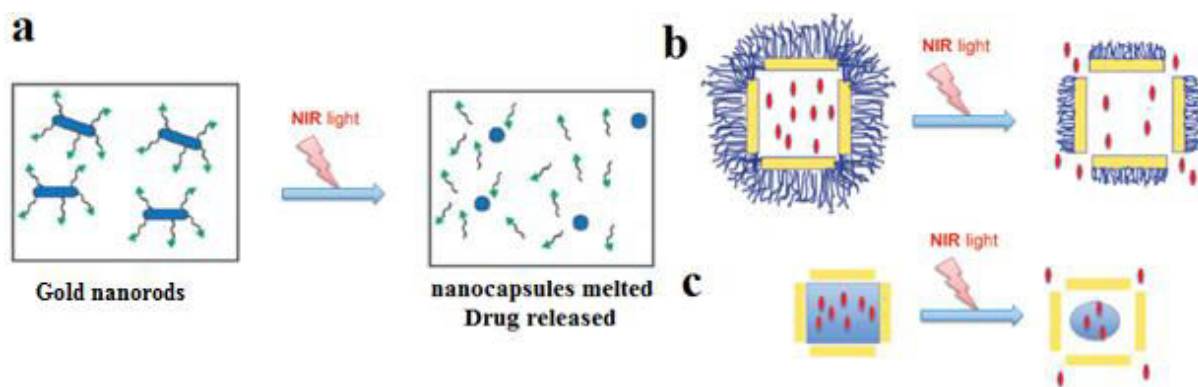 a
NIR light
Gold nanorods
nanocapsules melted
Drug released
b
NIR light
c
NIR light